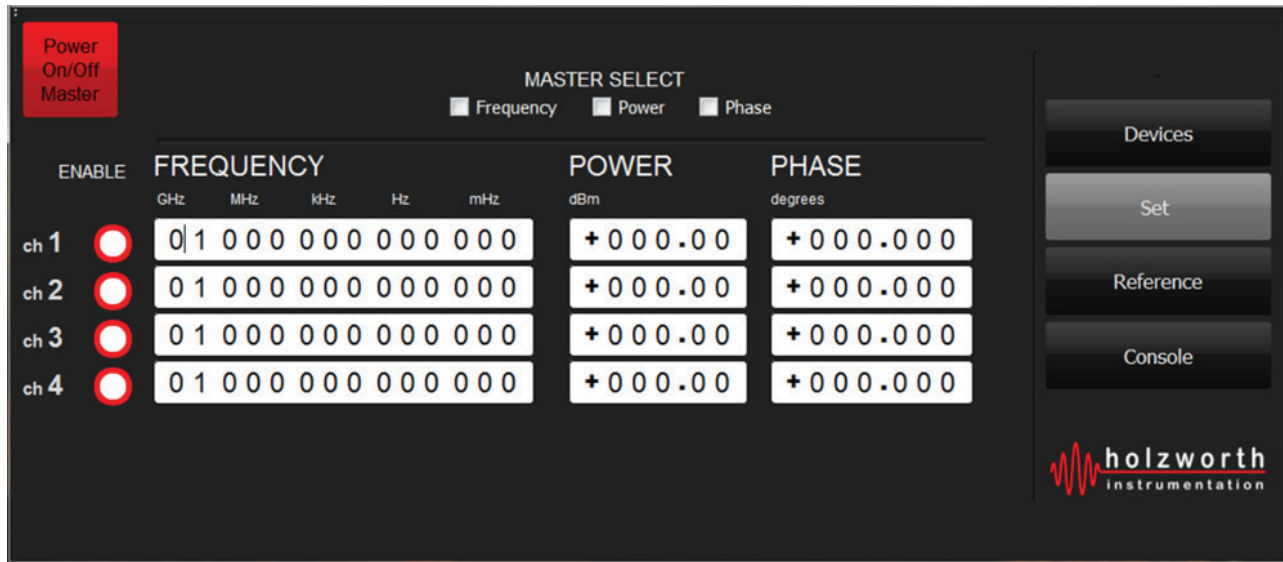 Power
On/Off
Master
MASTER SELECT
Frequency Power Phase
ENABLE FREQUENCY POWER PHASE
GHz MHz kHz Hz mHz dBm degrees
ch 1 01 000 000 000 000 +000.00 +000.000
ch 2 01 000 000 000 000 +000.00 +000.000
ch 3 01 000 000 000 000 +000.00 +000.000
ch 4 01 000 000 000 000 +000.00 +000.000
Devices
Set
Reference
Console
holzworth
instrumentation